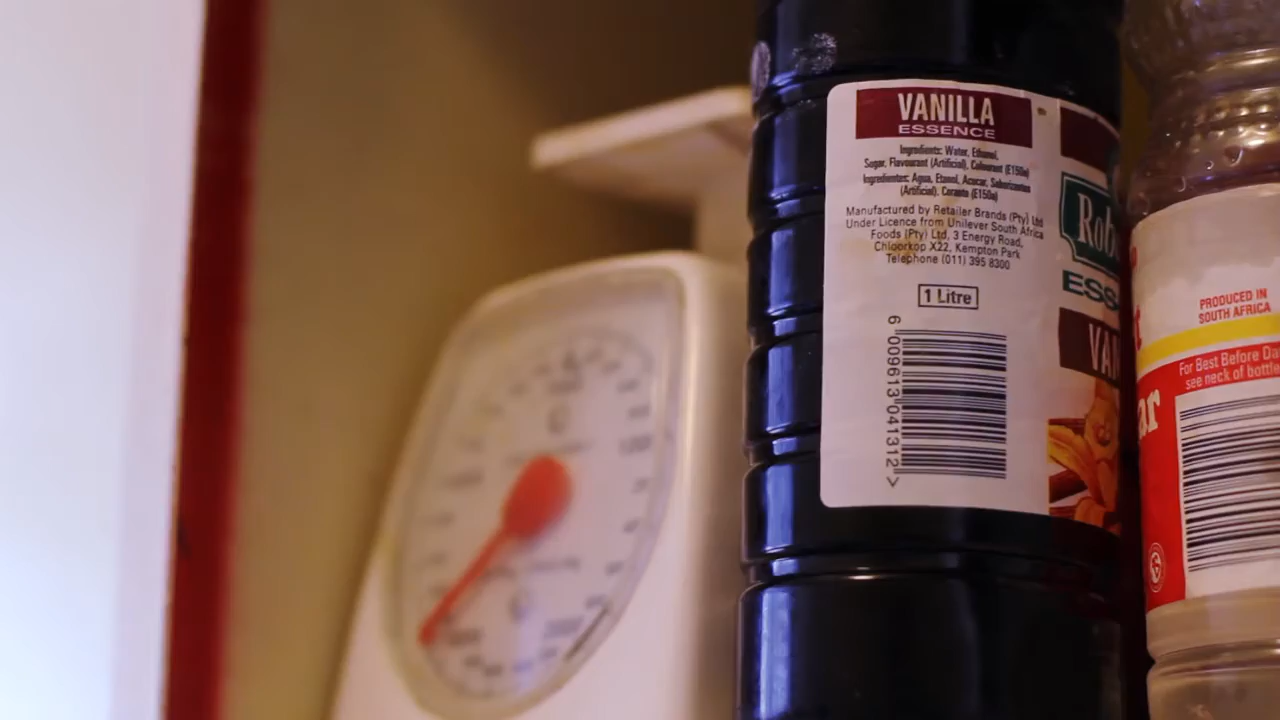 VANILLA
ESSENCE
Ingredients: Water, Ethanol,
Sugar, Flavourant (Artificial), Colourant (E150a)
Ingredientes: Agua, Etanol, Acucar, Saborizantes
(Artificial), Corante (E150a)
Manufactured by Retailer Brands (Pty) Ltd
Under Licence from Unilever South Africa
Foods (Pty) Ltd, 3 Energy Road,
Chloorkop X22, Kempton Park
Telephone (011) 395 8300
1 Litre
6 009613 041312 >
Rob
ESS
VAN
PRODUCED IN
SOUTH AFRICA
For Best Before Da
see neck of bottle
ar